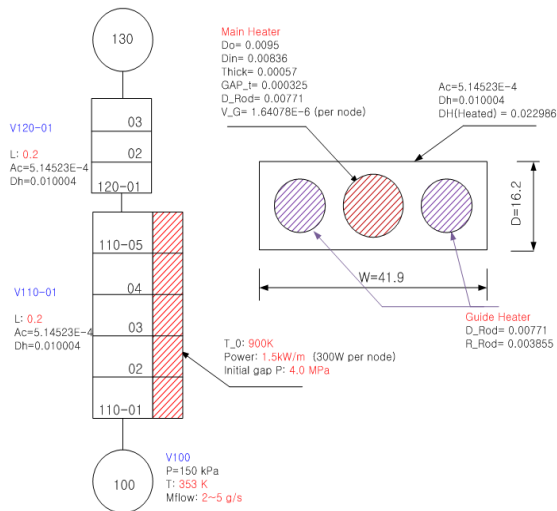 130
Main Heater
Do= 0.0095
Din= 0.00836
Thick= 0.00057
GAP_t= 0.000325
D_Rod= 0.00771
V_G= 1.64078E-6 (per node)
Ac=5.14523E-4
Dh=0.010004
DH(Heated) = 0.022986
V120-01
L: 0.2
Ac=5.14523E-4
Dh=0.010004
03
02
120-01
D=16.2
W=41.9
110-05
04
03
02
110-01
V110-01
L: 0.2
Ac=5.14523E-4
Dh=0.010004
Guide Heater
D_Rod= 0.00771
R_Rod= 0.003855
T_0: 900K
Power: 1.5kW/m (300W per node)
Initial gap P: 4.0 MPa
100
V100
P=150 kPa
T: 353 K
Mflow: 2~5 g/s